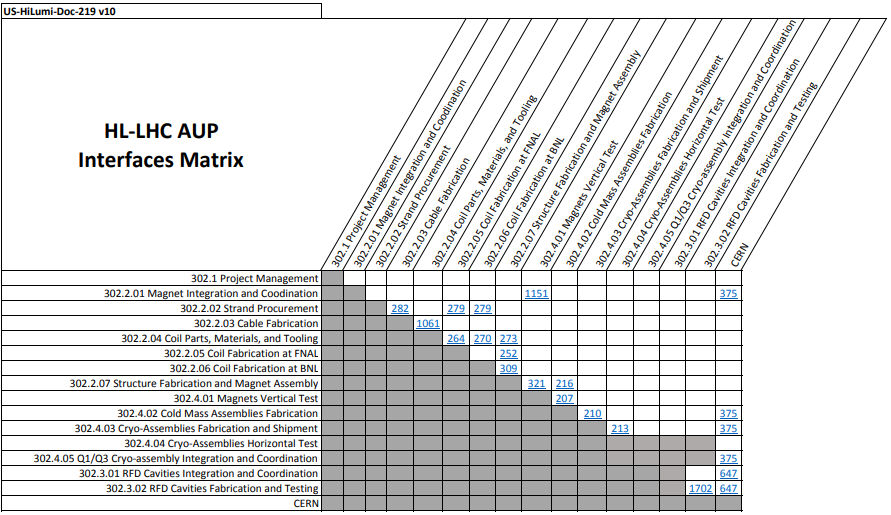 US-HiLumi-Doc-219 v10
HL-LHC AUP
Interfaces Matrix
302.1 Project Management
302.2.01 Magnet Integration and Coodination
302.2.02 Strand Procurement
302.2.03 Cable Fabrication
302.2.04 Coil Parts, Materials, and Tooling
302.2.05 Coil Fabrication at FNAL
302.2.06 Coil Fabrication at BNL
302.2.07 Structure Fabrication and Magnet Assembly
302.4.01 Magnets Vertical Test
302.4.02 Cold Mass Assemblies Fabrication
302.4.03 Cryo-Assemblies Fabrication and Shipment
302.4.04 Cryo-Assemblies Horizontal Test
302.4.05 Q1/Q3 Cryo-assembly Integration and Coordination
302.3.01 RFD Cavities Integration and Coordination
302.3.02 RFD Cavities Fabrication and Testing
CERN
302.1 Project Management
302.2.01 Magnet Integration and Coodination 1151 375
302.2.02 Strand Procurement 282 279 279
302.2.03 Cable Fabrication 1061
302.2.04 Coil Parts, Materials, and Tooling 264 270 273
302.2.05 Coil Fabrication at FNAL 252
302.2.06 Coil Fabrication at BNL 309
302.2.07 Structure Fabrication and Magnet Assembly 321 216
302.4.01 Magnets Vertical Test 207
302.4.02 Cold Mass Assemblies Fabrication 210 375
302.4.03 Cryo-Assemblies Fabrication and Shipment 213 375
302.4.04 Cryo-Assemblies Horizontal Test
302.4.05 Q1/Q3 Cryo-assembly Integration and Coordination 375
302.3.01 RFD Cavities Integration and Coordination 647
302.3.02 RFD Cavities Fabrication and Testing 1702 647
CERN